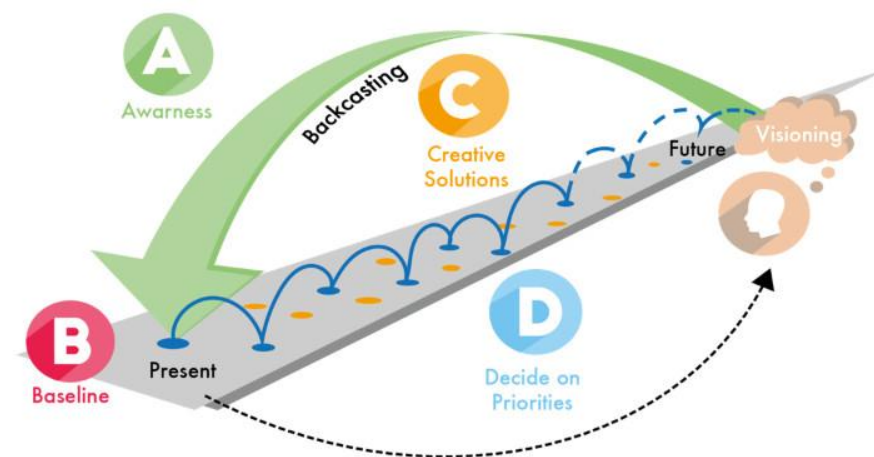 A
Awarness
Backcasting
C
Creative
Solutions
Visioning
Future
B
Baseline
Present
D
Decide on
Priorities